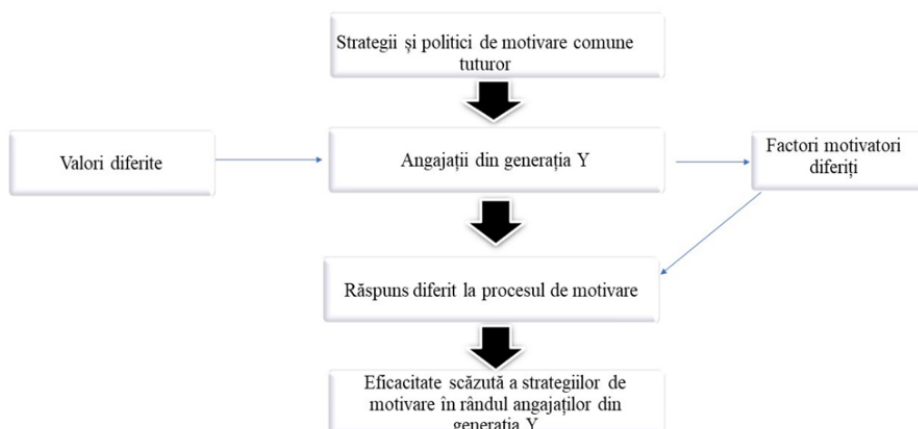 Strategii și politici de motivare comune
tuturor
Valori diferite
Angajații din generația Y
Factori motivatori
diferiți
Răspuns diferit la procesul de motivare
Eficacitate scăzută a strategiilor de
motivare în rândul angajaților din
generația Y